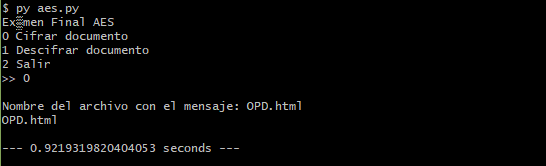 $ py aes.py
Examen Final AES
0 Cifrar documento
1 Descifrar documento
2 Salir
>> 0
Nombre del archivo con el mensaje: OPD.html
OPD.html
--- 0.9219319820404053 seconds ---